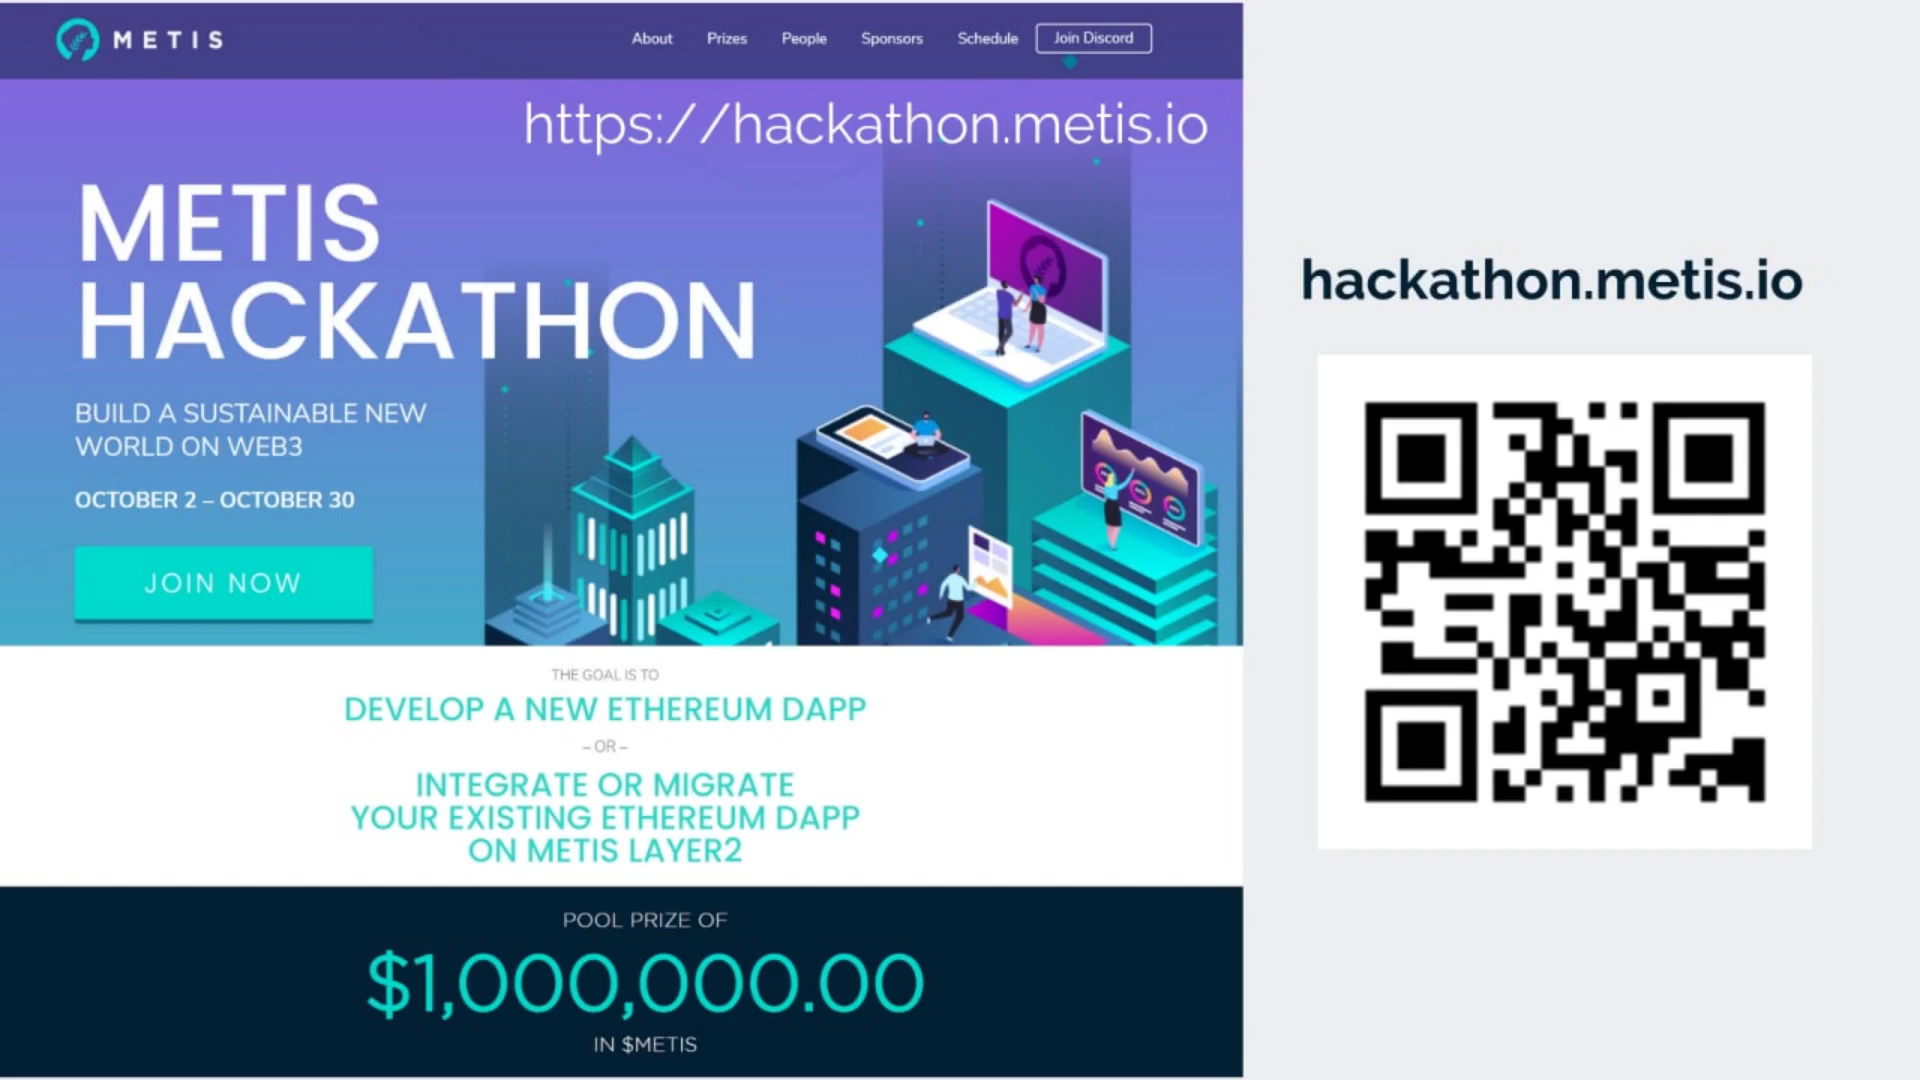 METIS
About
Prizes
People
Sponsors
Schedule
Join Discord
https://hackathon.metis.io
METIS
HACKATHON
BUILD A SUSTAINABLE NEW
WORLD ON WEB3
OCTOBER 2 – OCTOBER 30
JOIN NOW
THE GOAL IS TO
DEVELOP A NEW ETHEREUM DAPP
– OR –
INTEGRATE OR MIGRATE
YOUR EXISTING ETHEREUM DAPP
ON METIS LAYER2
POOL PRIZE OF
$1,000,000.00
IN $METIS
hackathon.metis.io